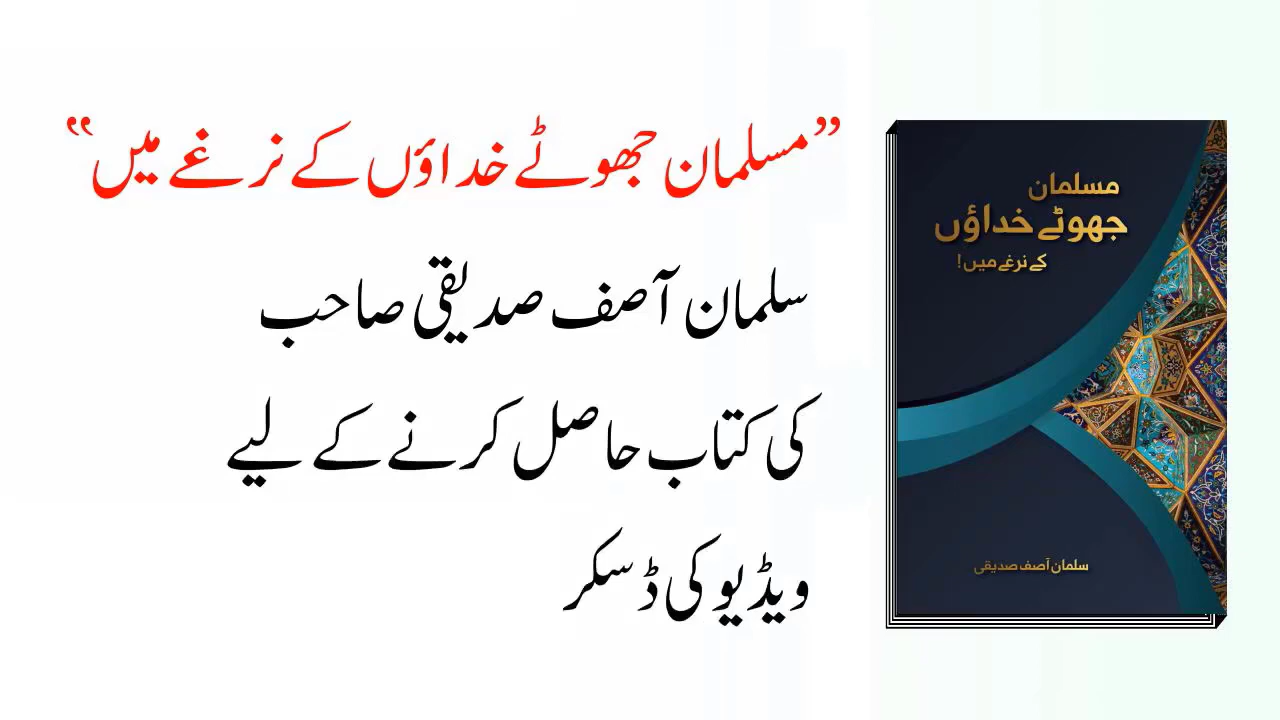 ”مسلمان جھوٹے خداؤں کے نرغے میں“
سلمان آصف صدیقی صاحب
کی کتاب حاصل کرنے کے لیے
ویڈیو کی ڈسکر
مسلمان
جھوٹے خداؤں
کے نرغے میں!
سلمان آصف صدیقی